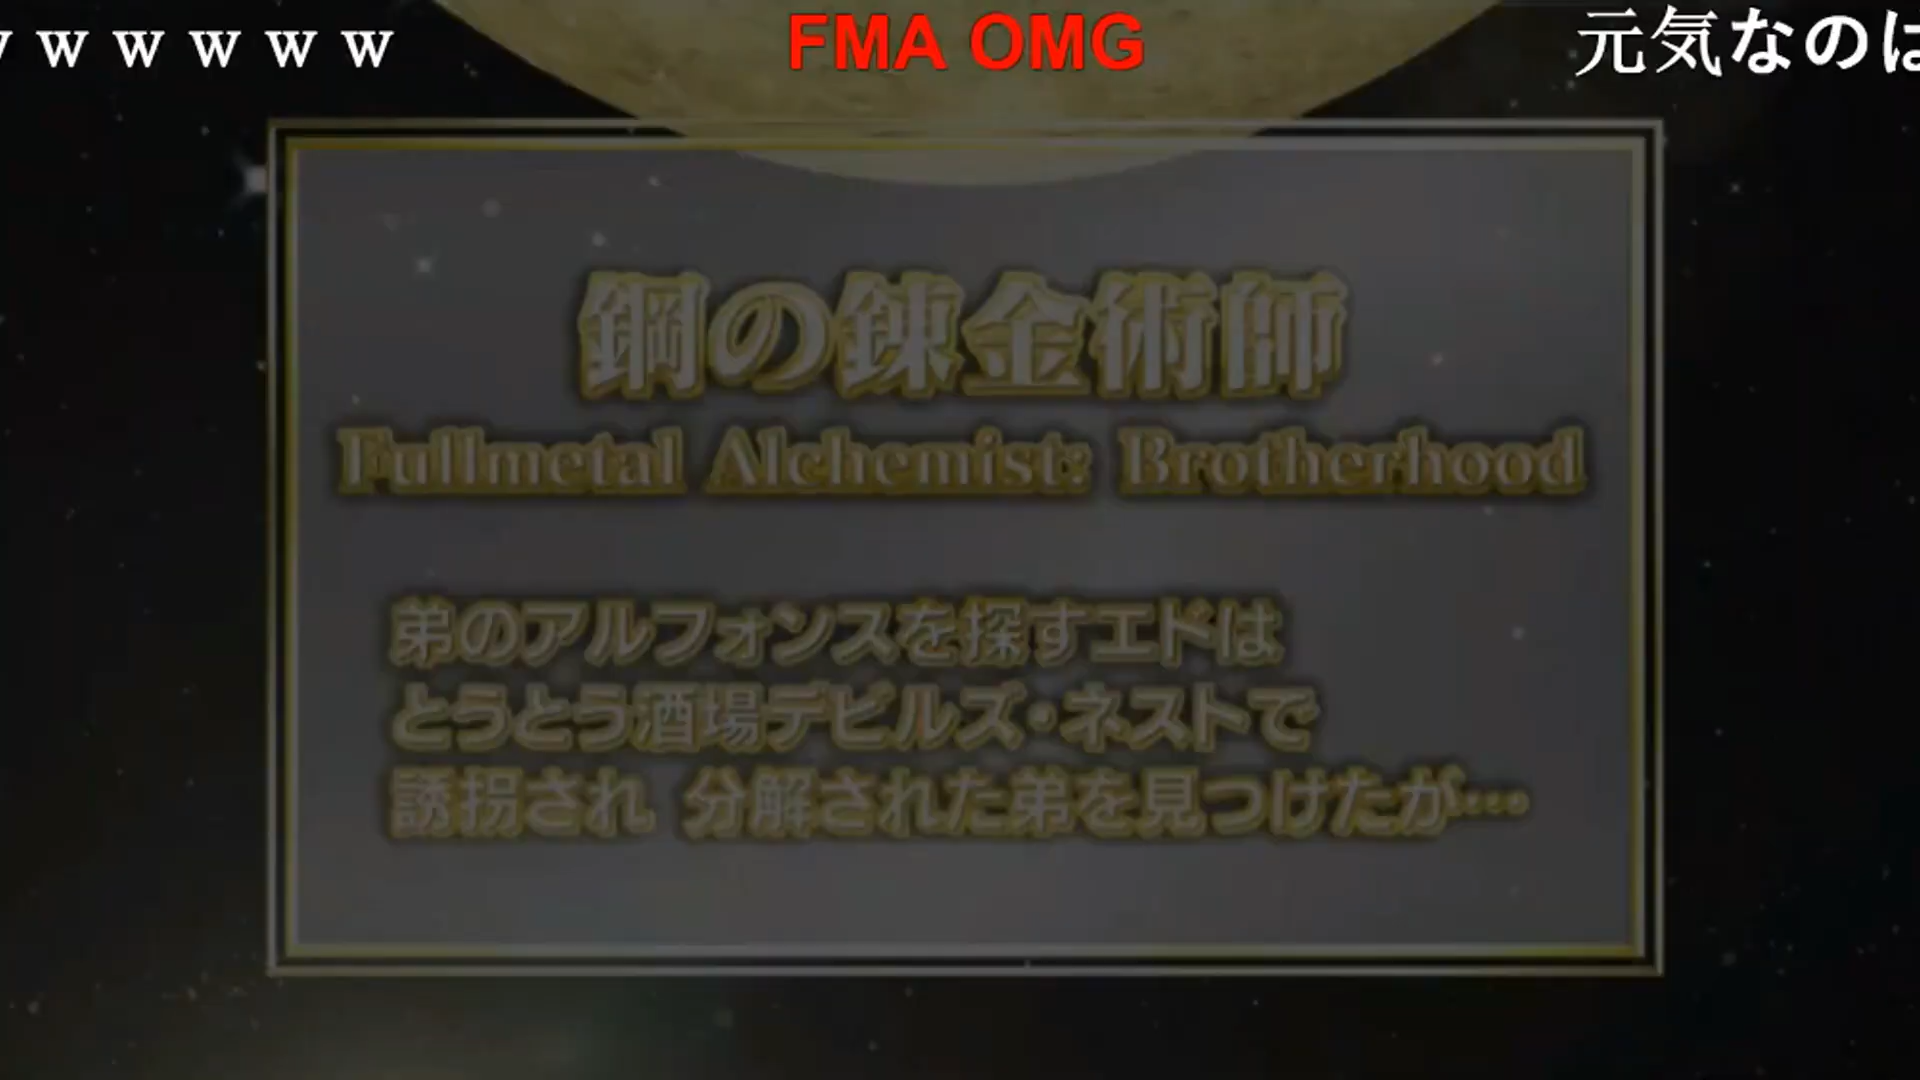 wwwww
FMA OMG
元気なのは
鋼の錬金術師
Fullmetal Alchemist: Brotherhood
弟のアルフォンスを探すエドは
とうとう酒場デビルズ・ネストで
誘拐され 分解された弟を見つけたが…